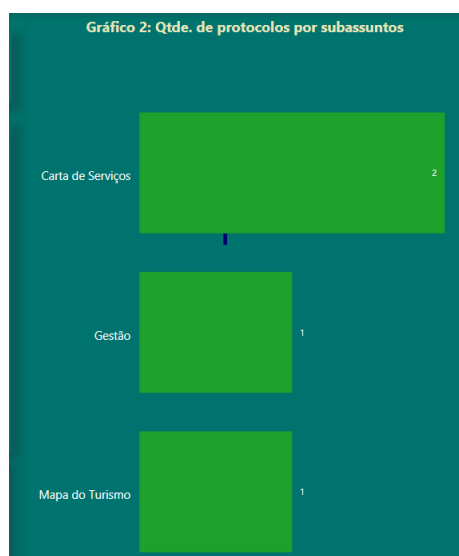 Gráfico 2: Qtde. de protocolos por subassuntos
Carta de Serviços
2
Gestão
1
Mapa do Turismo
1